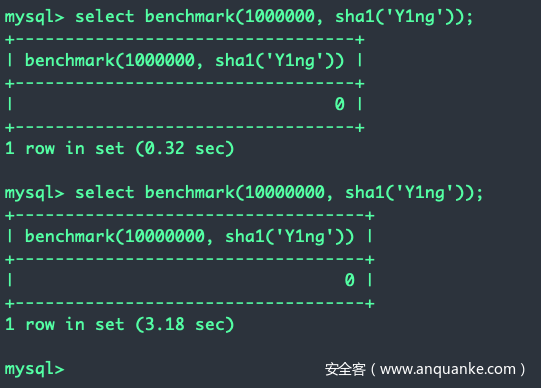 mysql> select benchmark(1000000, sha1('Y1ng'));
+----------------------------------+
| benchmark(1000000, sha1('Y1ng')) |
+----------------------------------+
|                                0 |
+----------------------------------+
1 row in set (0.32 sec)

mysql> select benchmark(10000000, sha1('Y1ng'));
+-----------------------------------+
| benchmark(10000000, sha1('Y1ng')) |
+-----------------------------------+
|                                 0 |
+-----------------------------------+
1 row in set (3.18 sec)

mysql>
安全客（www.anquanke.com）